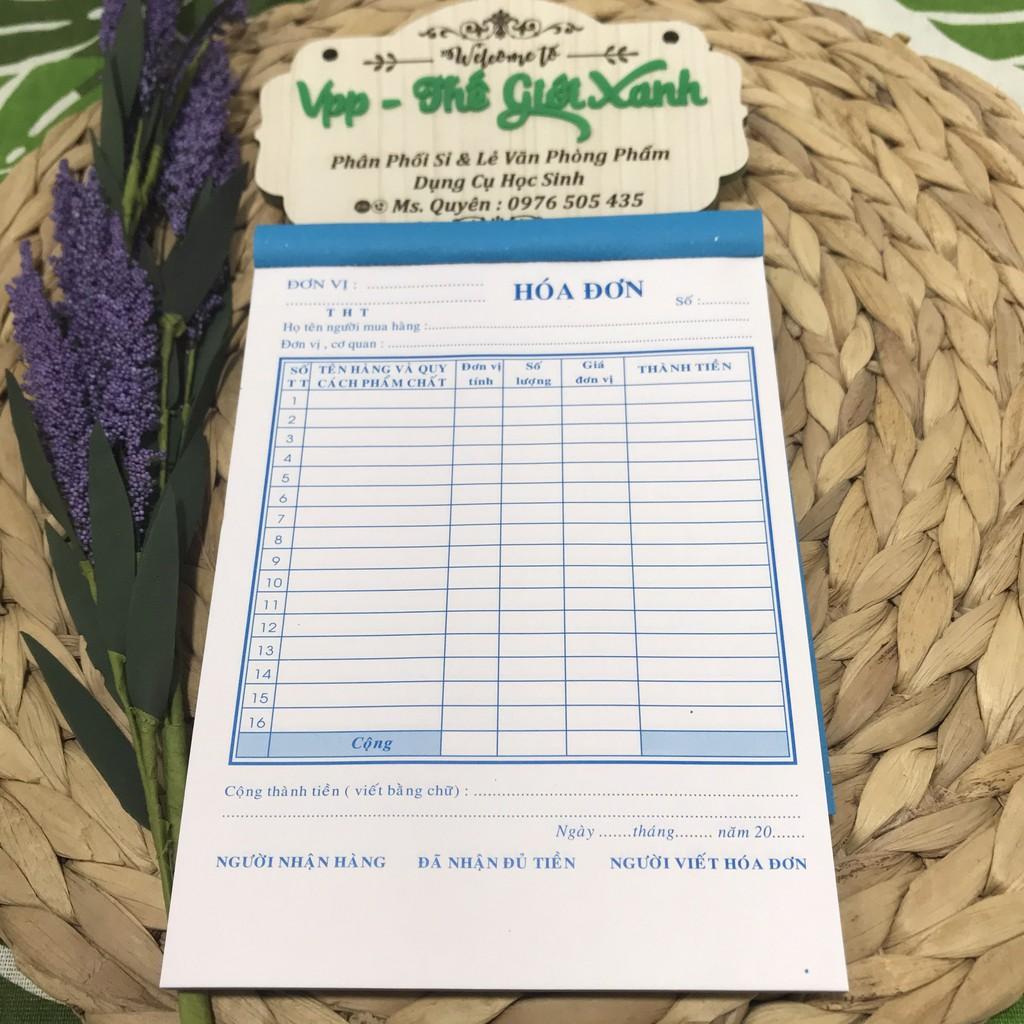 Welcome to
Vpp - Thế Giới Xanh
Phân Phối Sỉ & Lẻ Văn Phòng Phẩm
Dụng Cụ Học Sinh
Ms. Quyên : 0976 505 435
ĐƠN VỊ : ........................
HÓA ĐƠN
Số :............
T H T
Họ tên người mua hàng :................................
Đơn vị , cơ quan : ................................
SỐ TT TÊN HÀNG VÀ QUY CÁCH PHẨM CHẤT Đơn vị tính Số lượng Giá đơn vị THÀNH TIỀN
1
2
3
4
5
6
7
8
9
10
11
12
13
14
15
16
Cộng
Cộng thành tiền ( viết bằng chữ) : ................................
Ngày .......tháng........ năm 20.......
NGƯỜI NHẬN HÀNG ĐÃ NHẬN ĐỦ TIỀN NGƯỜI VIẾT HÓA ĐƠN